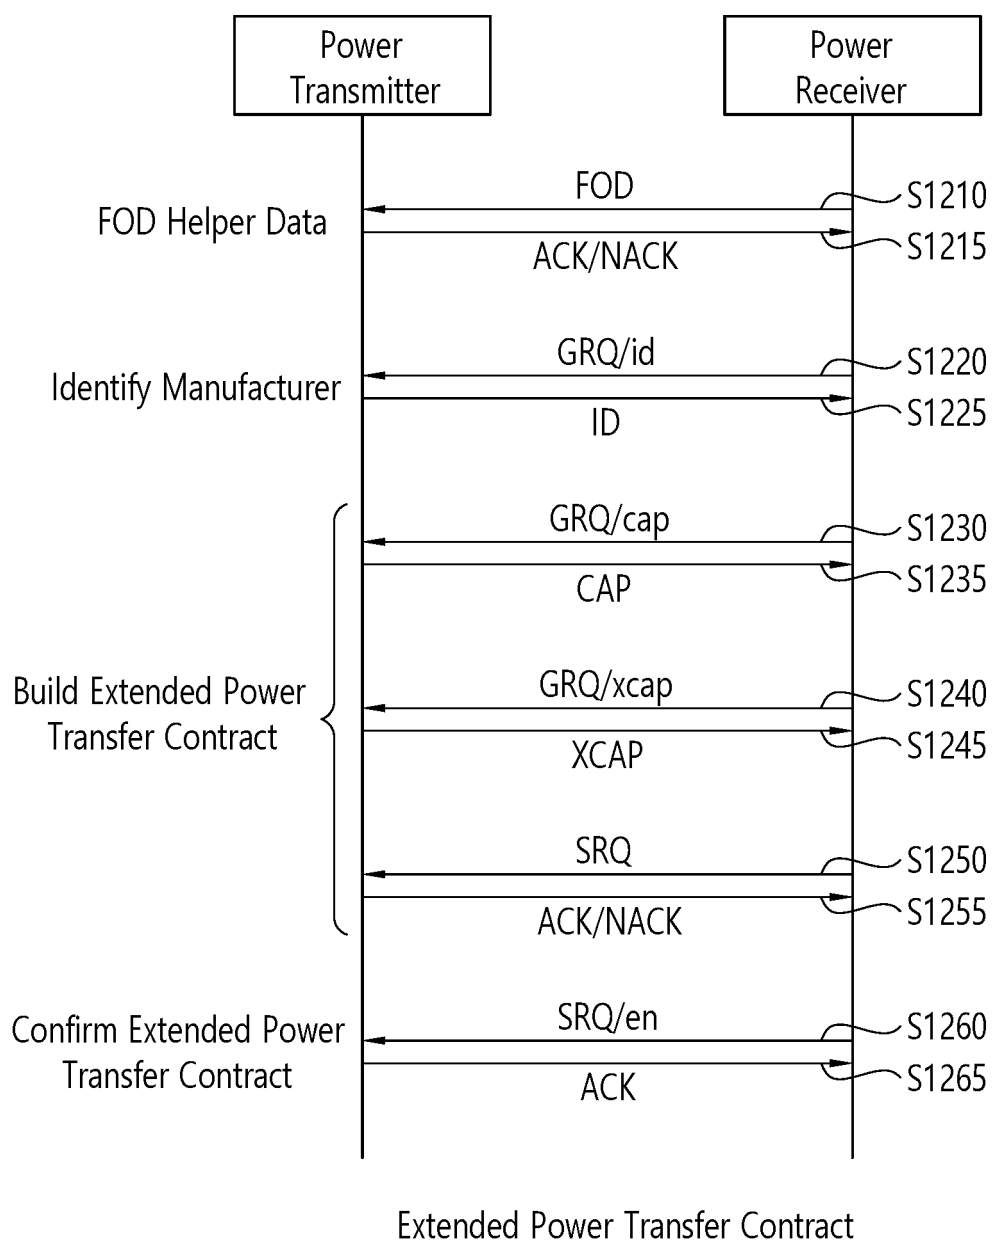 Power
Transmitter
Power
Receiver
FOD Helper Data
FOD
S1210
ACK/NACK
S1215
Identify Manufacturer
GRQ/id
S1220
ID
S1225
Build Extended Power
Transfer Contract
GRQ/cap
S1230
CAP
S1235
GRQ/xcap
S1240
XCAP
S1245
SRQ
S1250
ACK/NACK
S1255
Confirm Extended Power
Transfer Contract
SRQ/en
S1260
ACK
S1265
Extended Power Transfer Contract